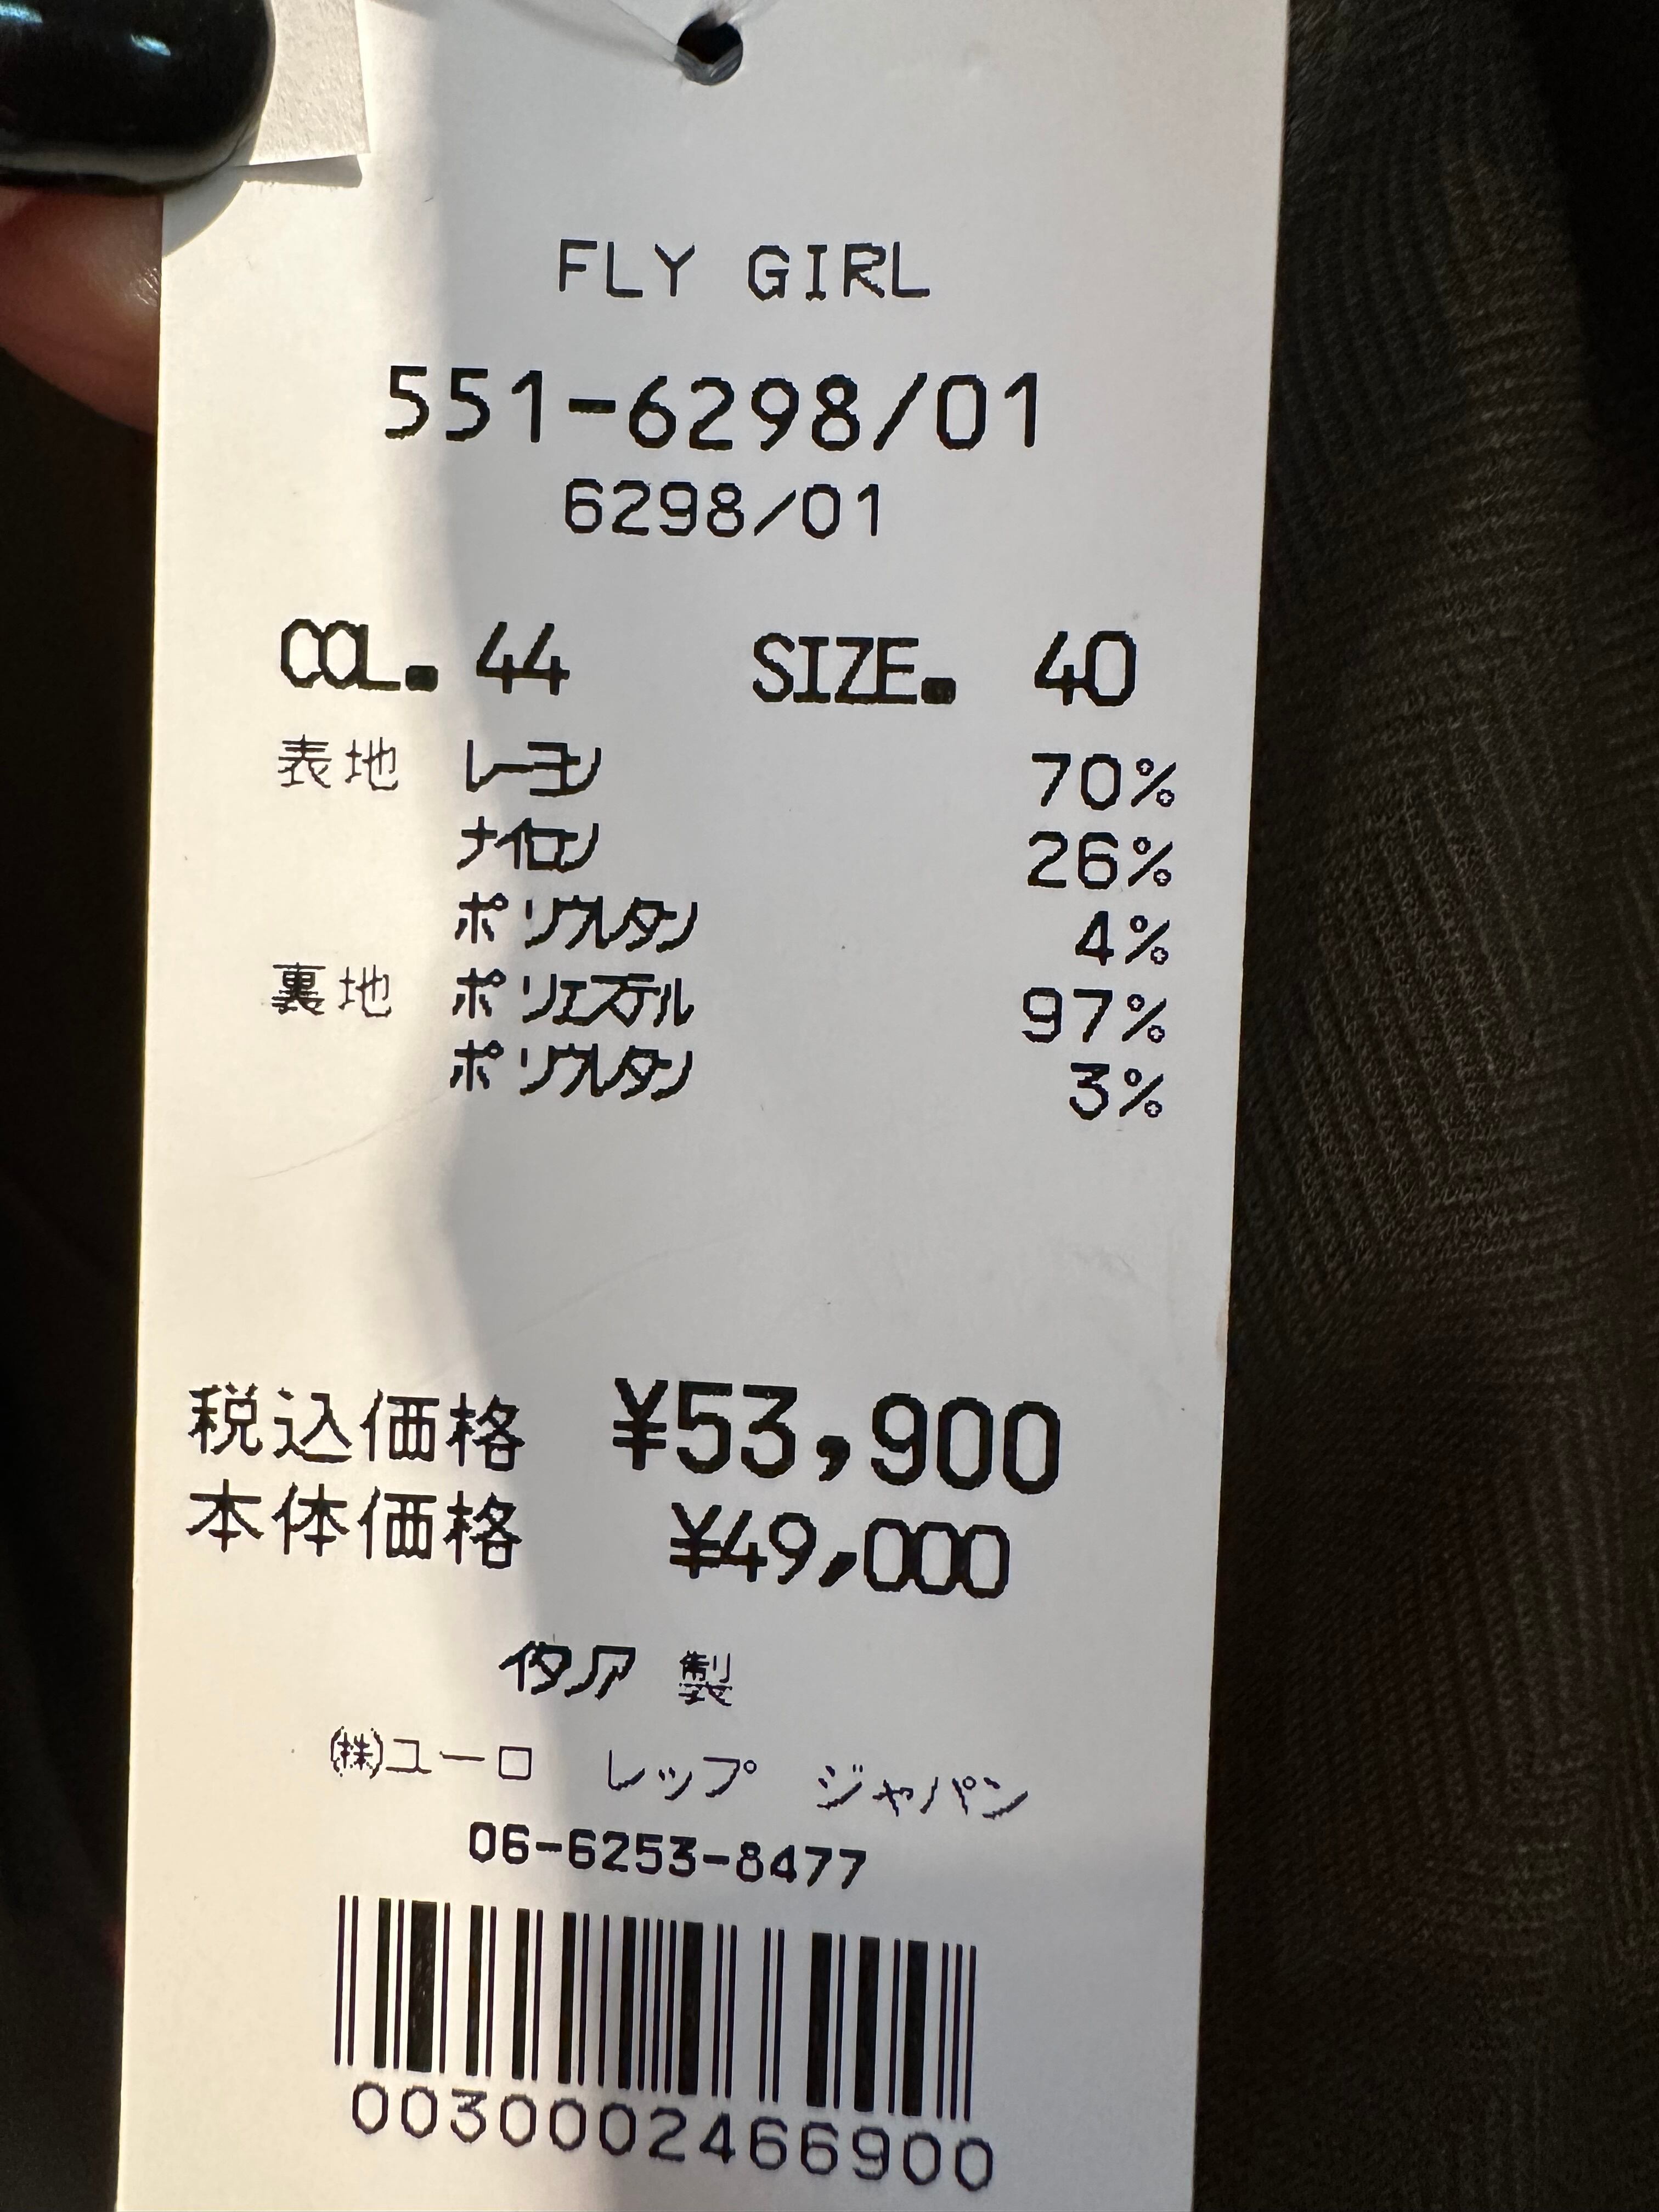 FLY GIRL
551-6298/01
6298/01
COL. 44 SIZE. 40
表地 レーヨン 70%
ナイロン 26%
ポリウレタン 4%
裏地 ポリエステル 97%
ポリウレタン 3%
税込価格 ¥53,900
本体価格 ¥49,000
イタリア 製
㈱ユーロ レップ ジャパン
06-6253-8477
0030002466900